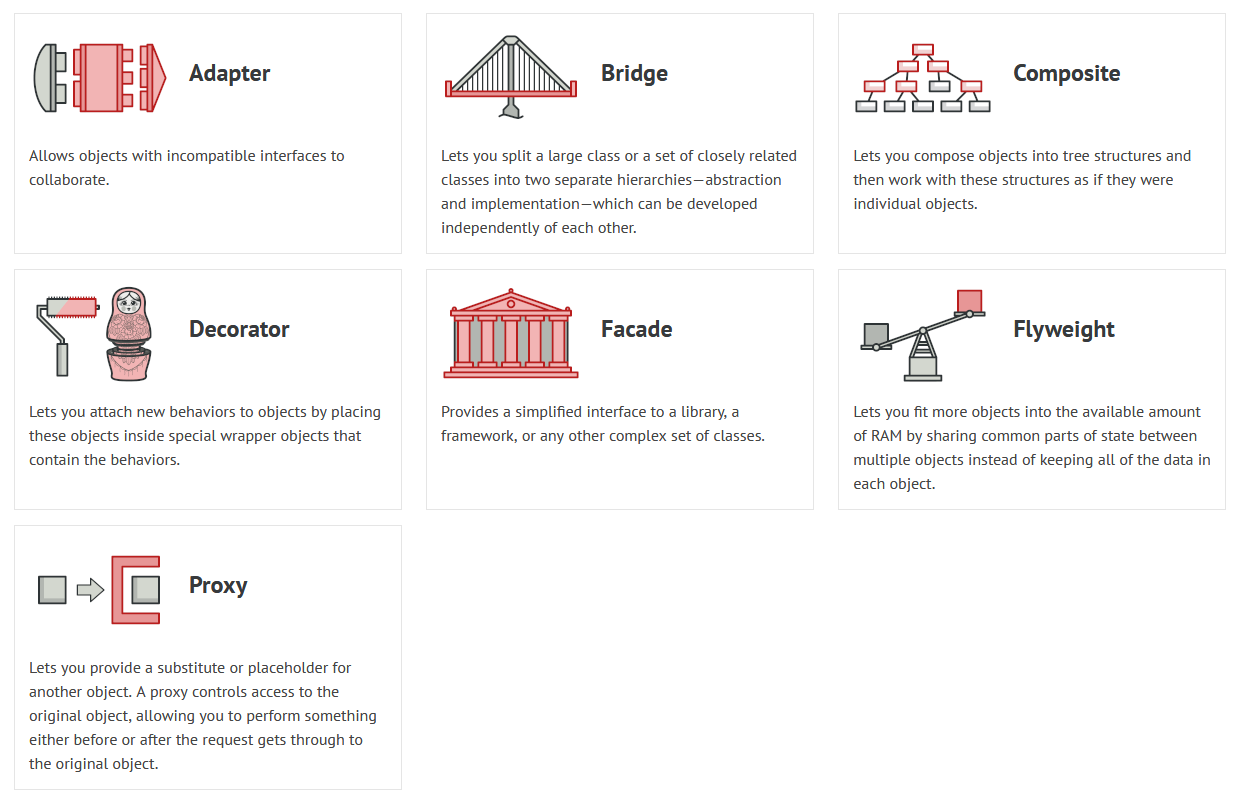 Adapter
Allows objects with incompatible interfaces to
collaborate.
Bridge
Lets you split a large class or a set of closely related
classes into two separate hierarchies—abstraction
and implementation—which can be developed
independently of each other.
Composite
Lets you compose objects into tree structures and
then work with these structures as if they were
individual objects.
Decorator
Lets you attach new behaviors to objects by placing
these objects inside special wrapper objects that
contain the behaviors.
Facade
Provides a simplified interface to a library, a
framework, or any other complex set of classes.
Flyweight
Lets you fit more objects into the available amount
of RAM by sharing common parts of state between
multiple objects instead of keeping all of the data in
each object.
Proxy
Lets you provide a substitute or placeholder for
another object. A proxy controls access to the
original object, allowing you to perform something
either before or after the request gets through to
the original object.